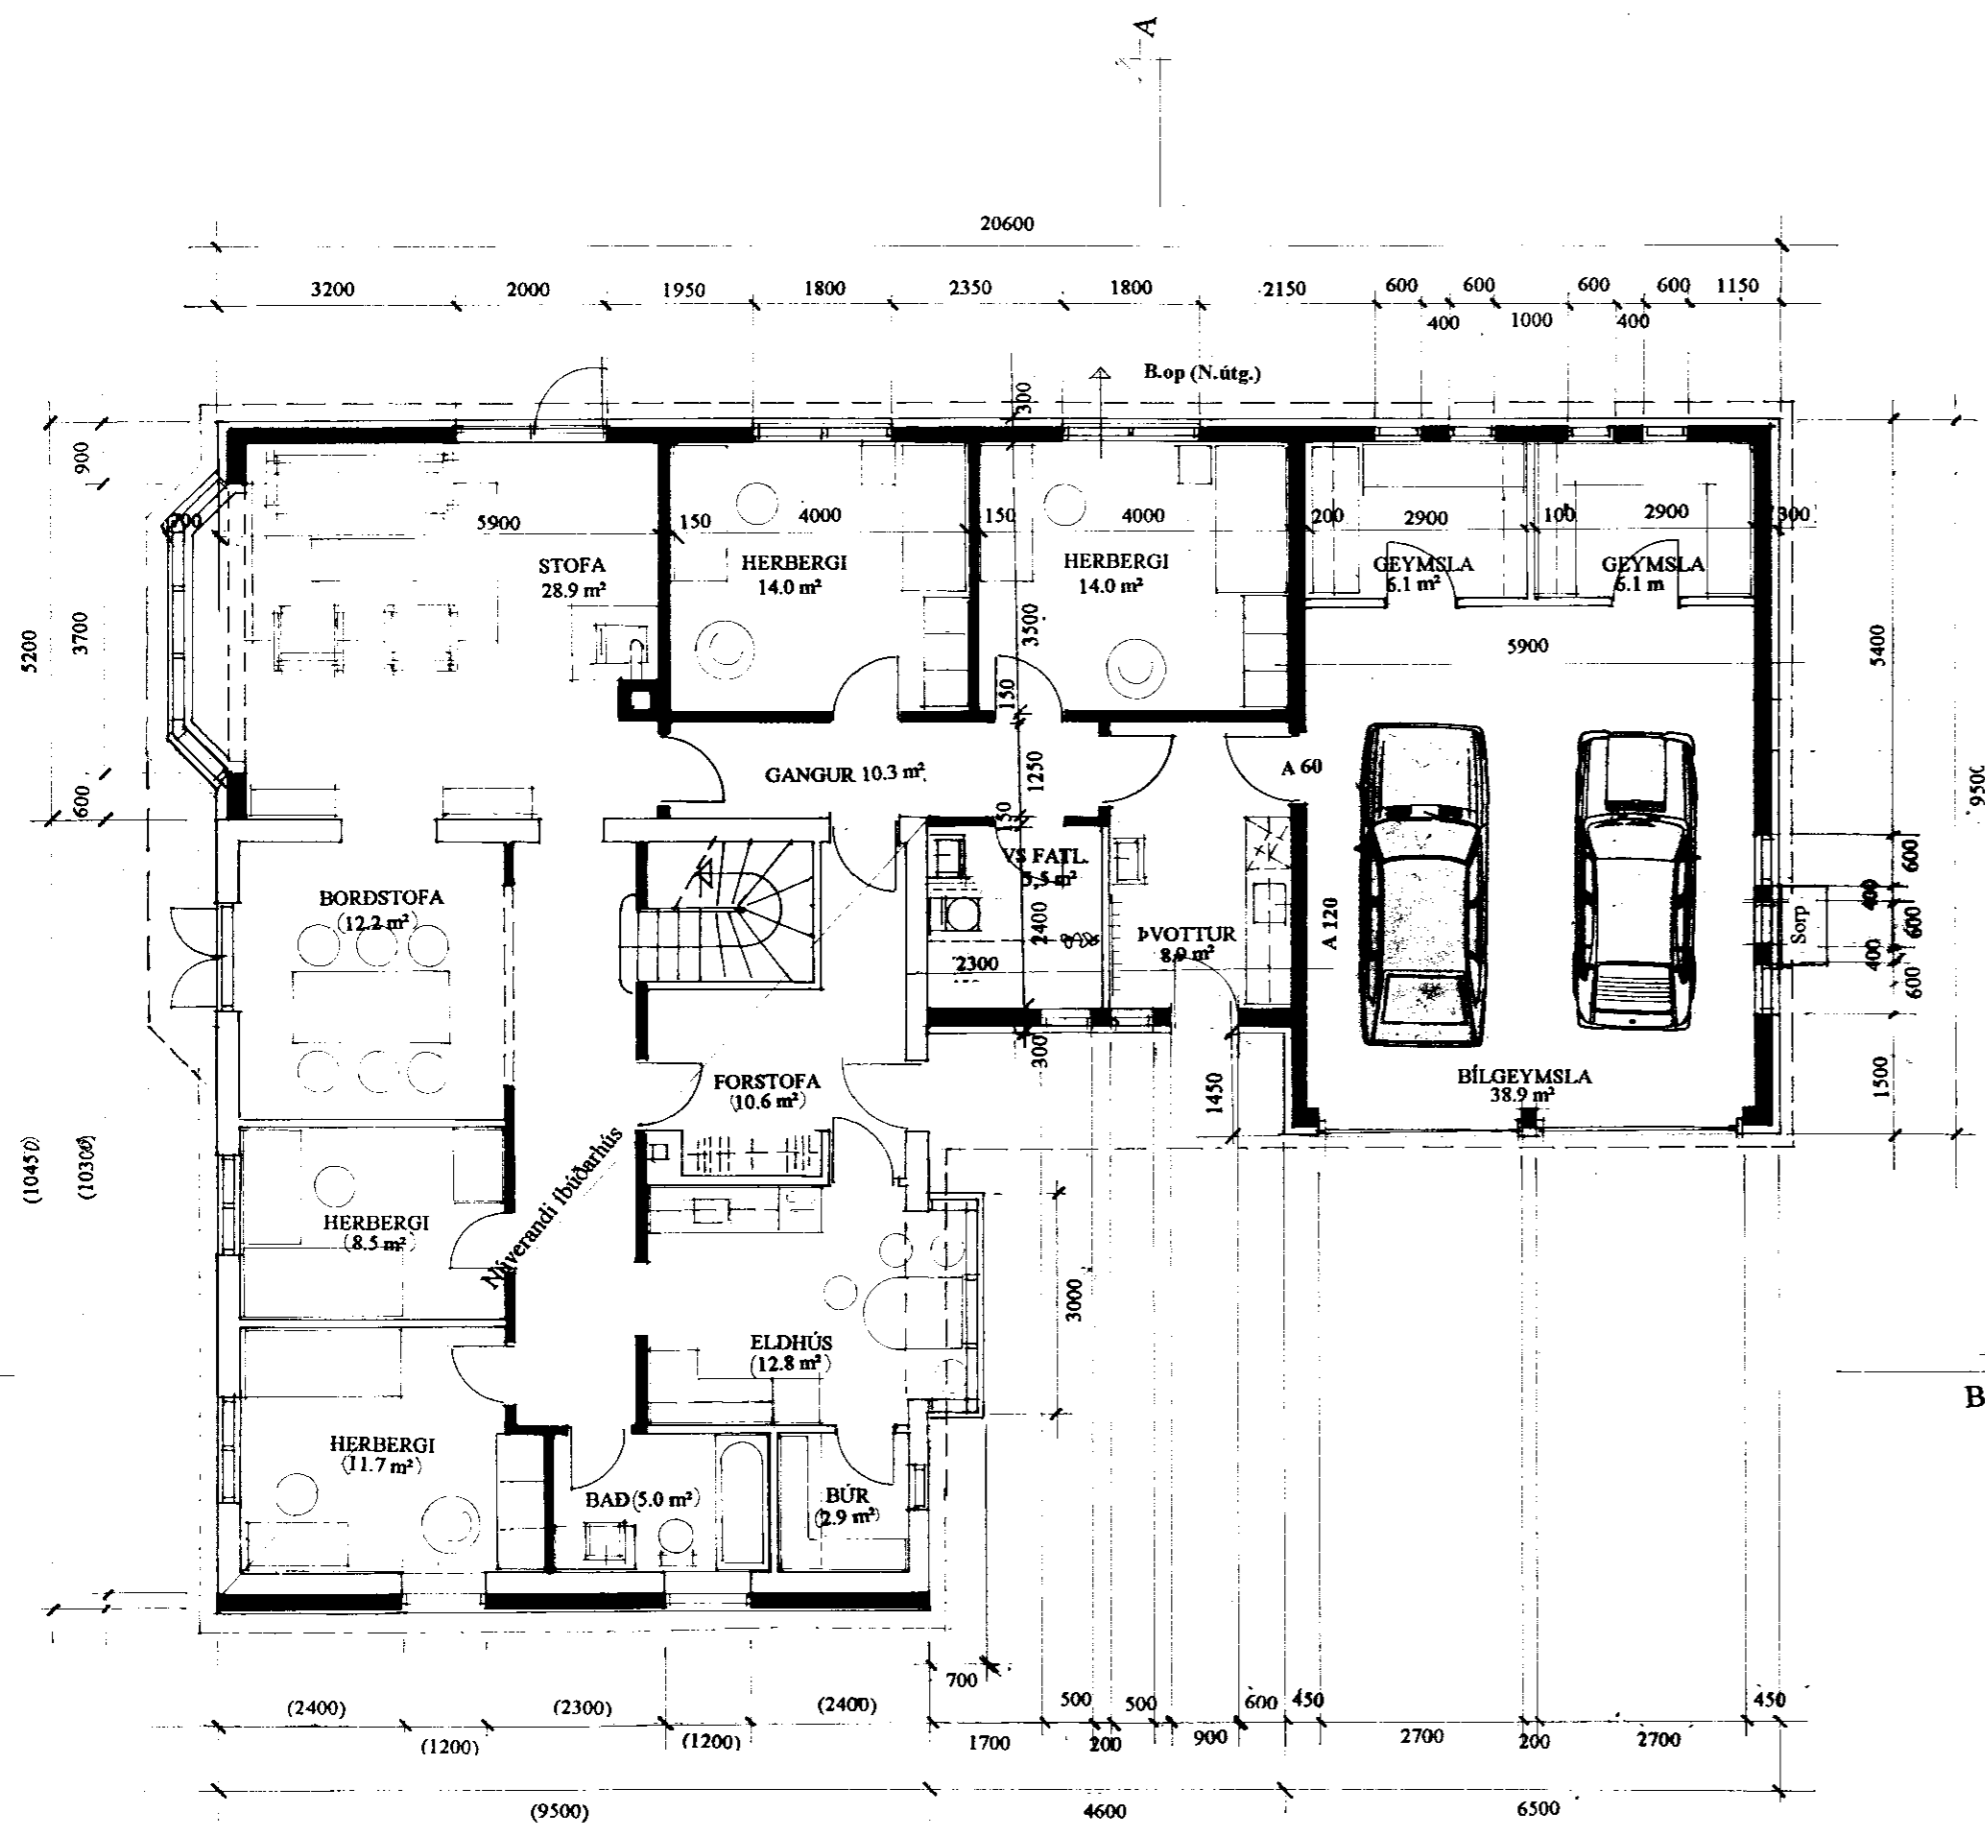 A
20600
3200 2000 1950 1800 2350 1800 2150 600 600 600 600 1150
400 1000 400
B.op (N.útg.)
300
900
3700
600
5200
700
5900
150
4000
150
4000
200
2900
100
2900
300
STOFA
28.9 m²
HERBERGI
14.0 m²
HERBERGI
14.0 m²
GEYMSLA
6.1 m²
GEYMSLA
6.1 m
3500
150
5900
5400
9500
GANGUR 10.3 m²
1250
50
A 60
BORÐSTOFA
(12.2 m²)
VS FATL.
5,5 m²
2400
2300
ÞVOTTUR
8.9 m²
A 120
Sorp
600
400
600
400
600
300
1450
1500
FORSTOFA
(10.6 m²)
BÍLGEYMSLA
38.9 m²
(10450)
(10300)
Núverandi íbúðarhús
HERBERGI
(8.5 m²)
3000
ELDHÚS
(12.8 m²)
B
HERBERGI
(11.7 m²)
BAÐ (5.0 m²)
BÚR
(2.9 m²)
700
(2400) (2300) (2400) 500 500 600 450 450
(1200) (1200) 1700 200 900 2700 200 2700
(9500) 4600 6500